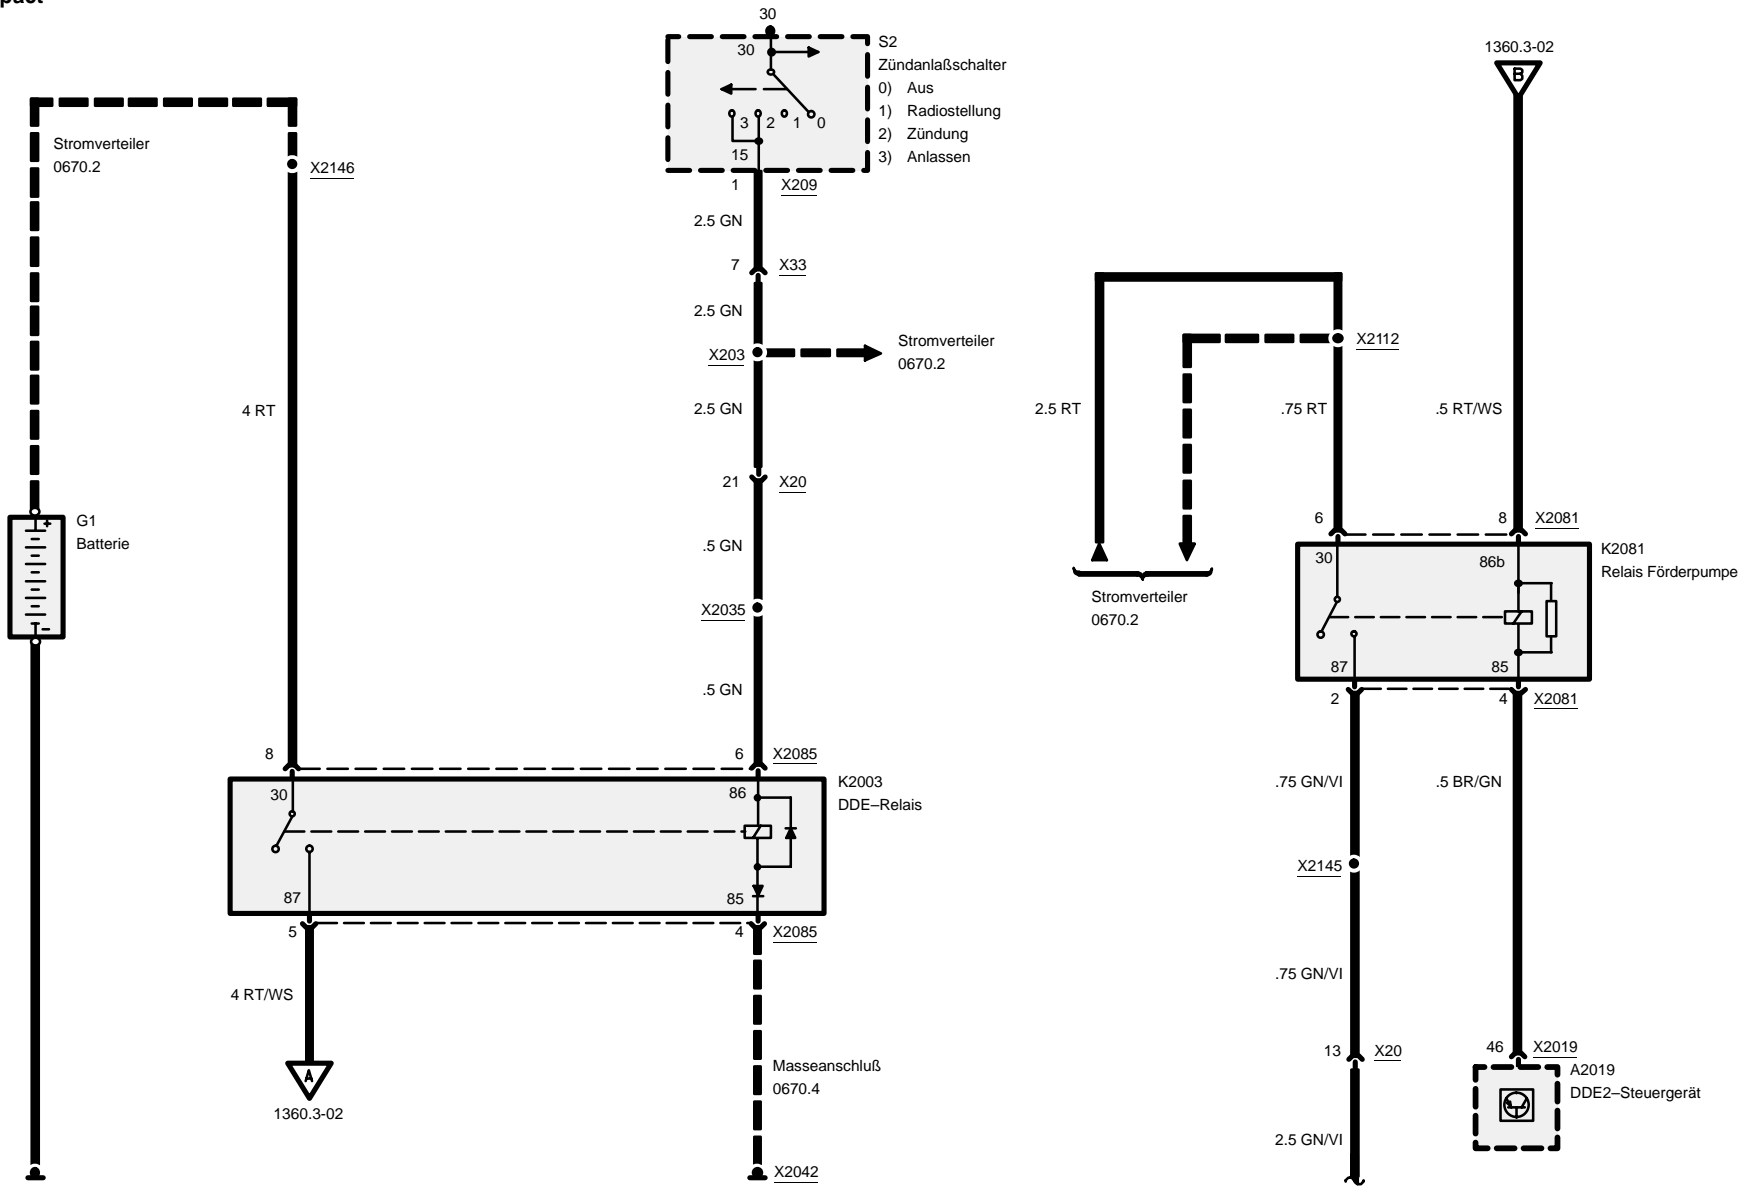 30
1360.3-02
B
30
S2
Zündanlaßschalter
0) Aus
1) Radiostellung
2) Zündung
3) Anlassen
3 2 1 0
15
1 X209
Stromverteiler
0670.2
X2146
2.5 GN
7 X33
2.5 GN
X203
Stromverteiler
0670.2
X2112
4 RT
2.5 GN
2.5 RT
.75 RT
.5 RT/WS
21 X20
G1
Batterie
+
−
.5 GN
6
8 X2081
K2081
Relais Förderpumpe
30
86b
Stromverteiler
0670.2
X2035
87
85
.5 GN
2
4 X2081
8
6 X2085
K2003
DDE–Relais
30
86
.75 GN/VI
.5 BR/GN
87
85
X2145
5
4 X2085
4 RT/WS
.75 GN/VI
A
1360.3-02
Masseanschluß
0670.4
13 X20
46 X2019
A2019
DDE2–Steuergerät
2.5 GN/VI
X2042